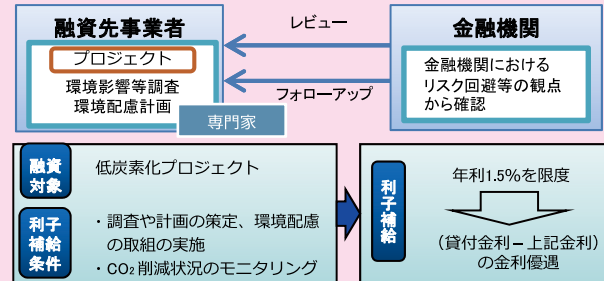 融資先事業者
プロジェクト
環境影響等調査
環境配慮計画
専門家
レビュー
フォローアップ
金融機関
金融機関における
リスク回避等の観点
から確認
融資
対象
低炭素化プロジェクト
利子
補給
条件
・調査や計画の策定、環境配慮
の取組の実施
・CO₂削減状況のモニタリング
利子補給
年利1.5%を限度
（貸付金利－上記金利）
の金利優遇